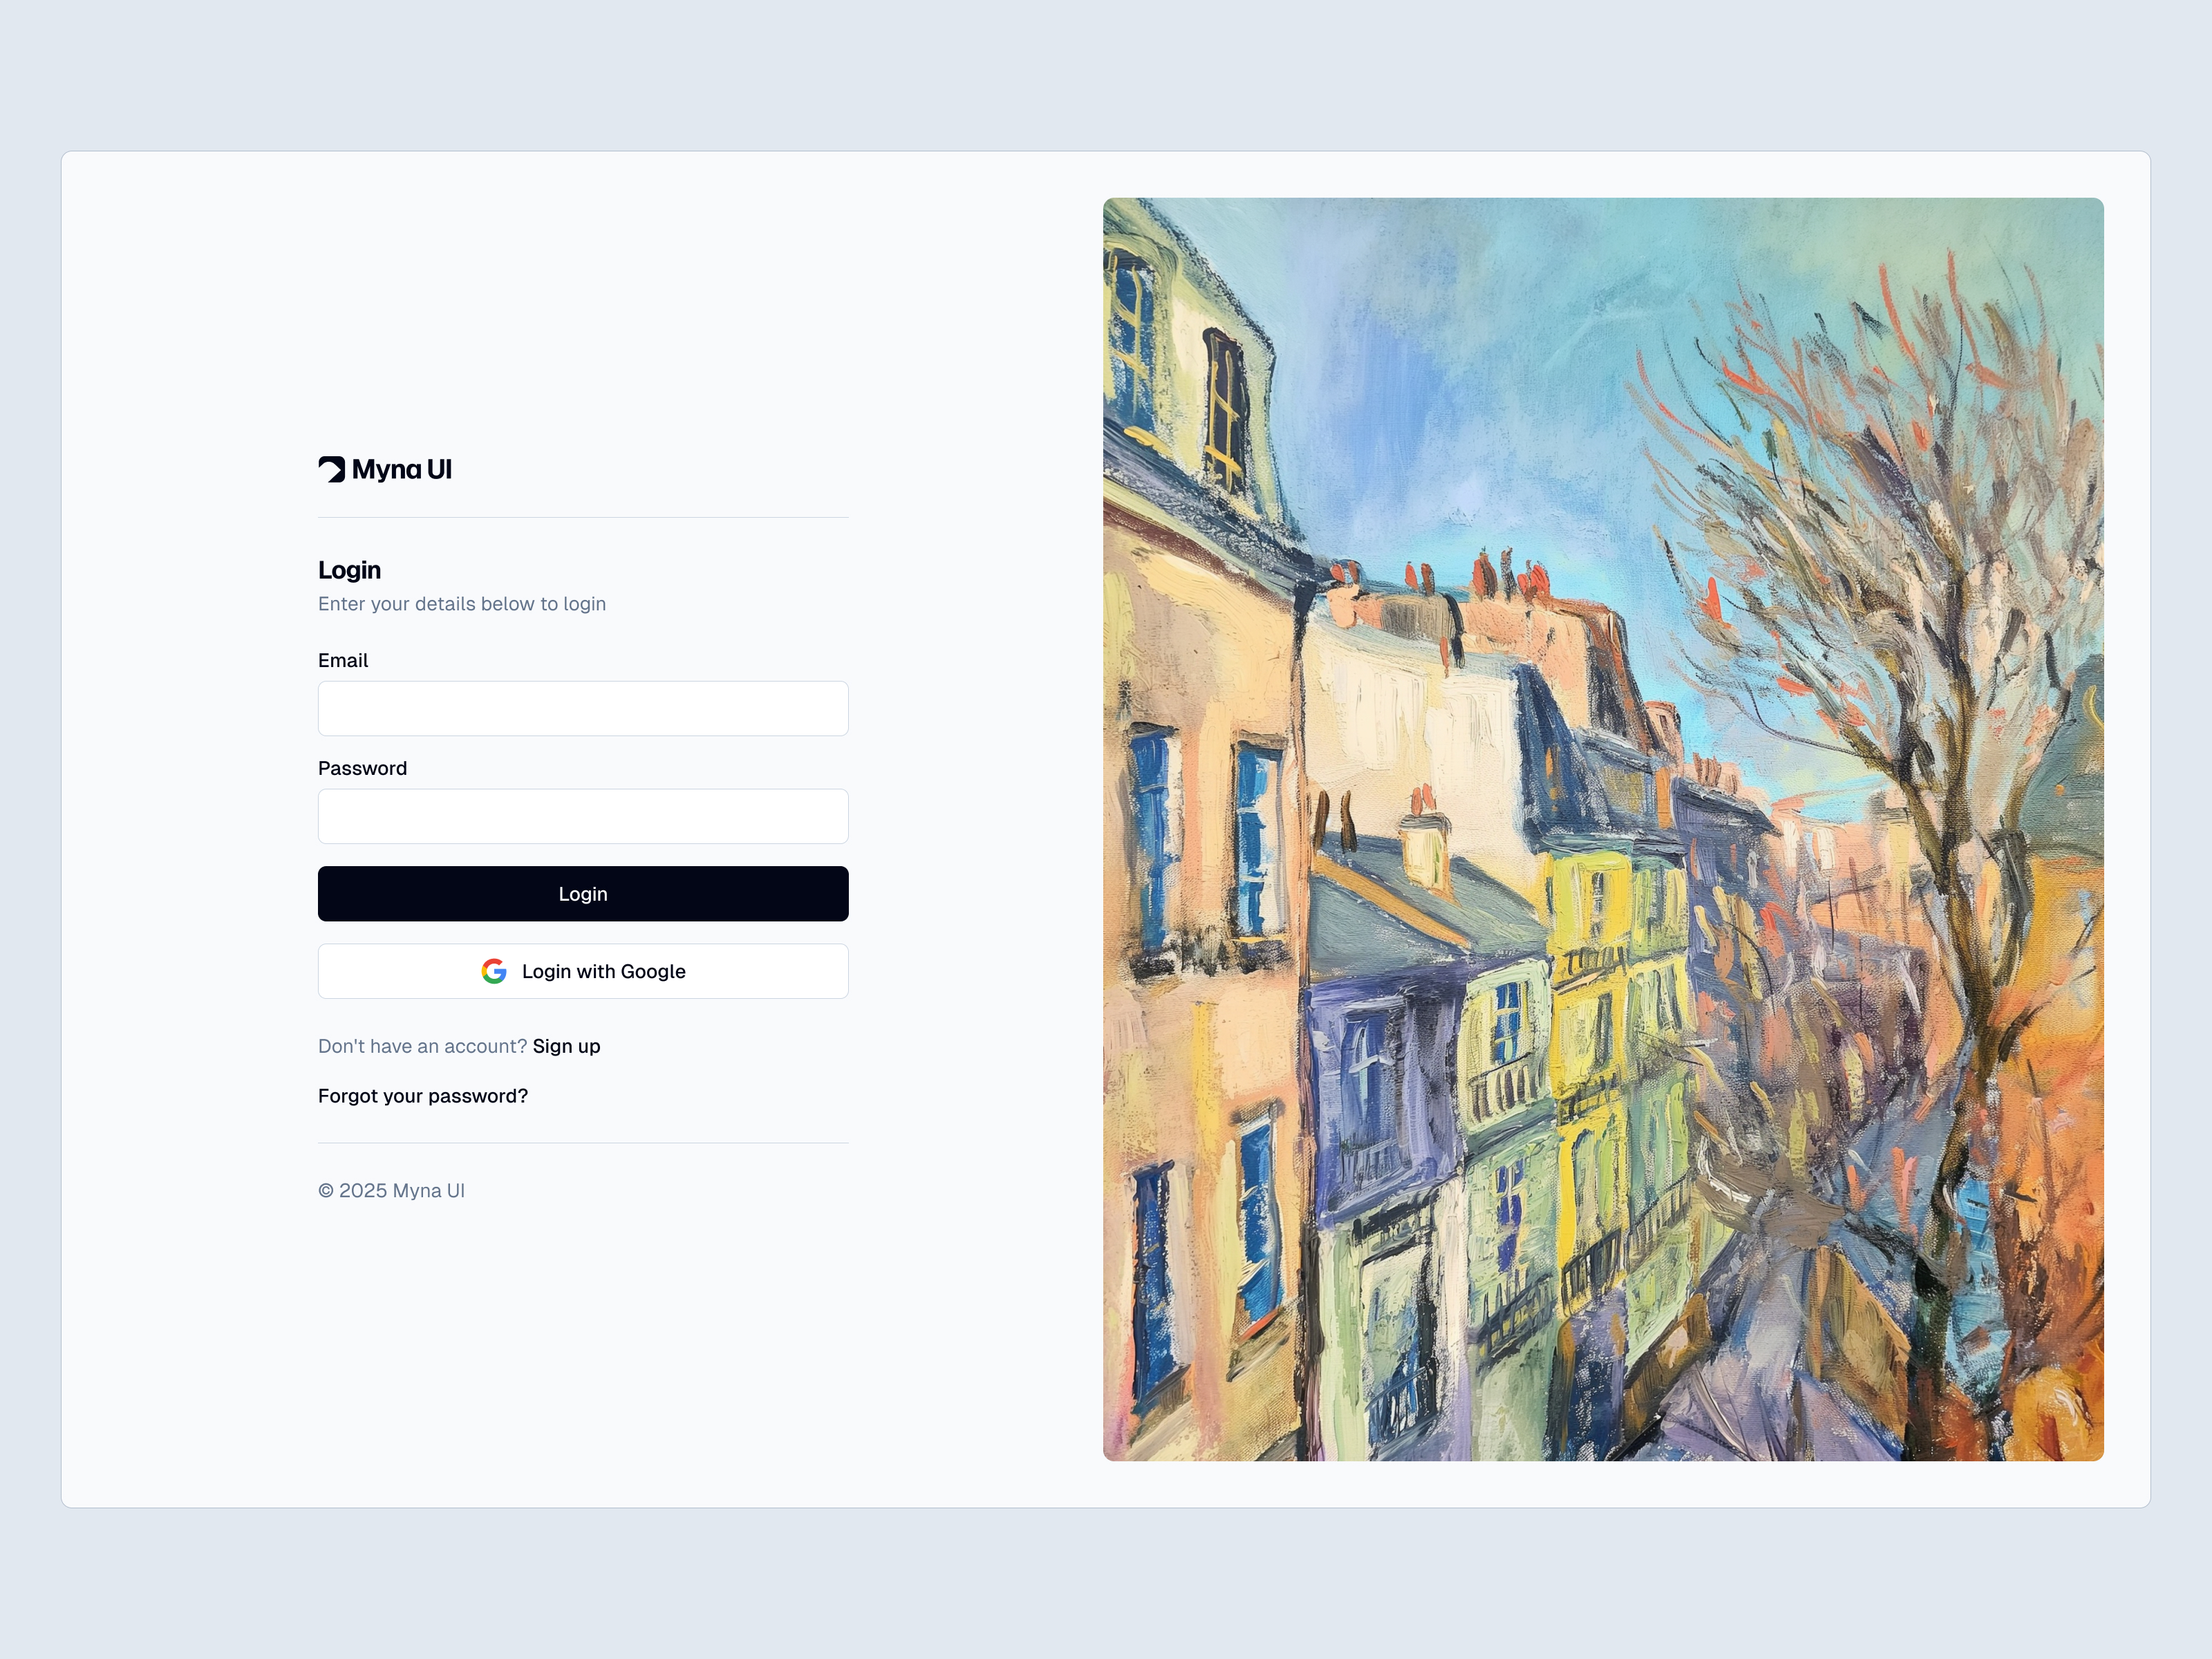 Myna UI
Login
Enter your details below to login
Email
Password
Login
Login with Google
Don't have an account? Sign up
Forgot your password?
© 2025 Myna UI